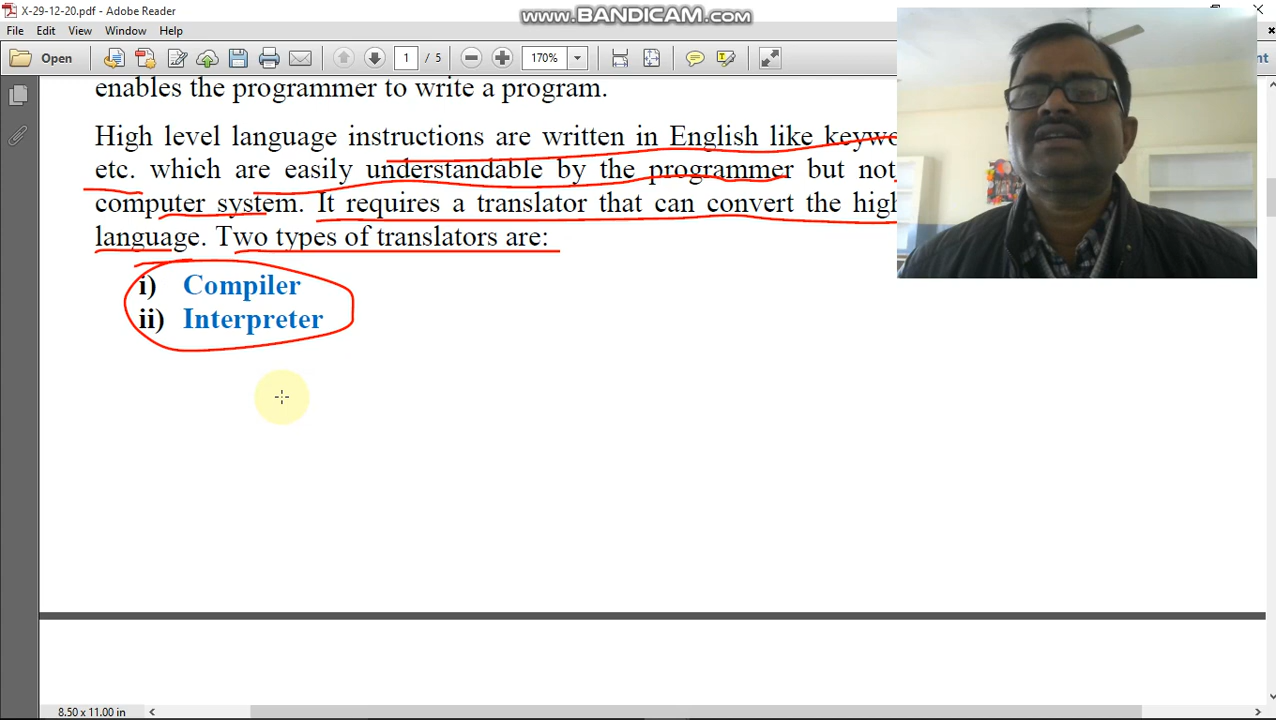 X-29-12-20.pdf - Adobe Reader
www.BANDICAM.com
File Edit View Window Help
Open 1 / 5 170%
enables the programmer to write a program.
High level language instructions are written in English like keywo
etc. which are easily understandable by the programmer but not
computer system. It requires a translator that can convert the high
language. Two types of translators are:
i) Compiler
ii) Interpreter
8.50 x 11.00 in